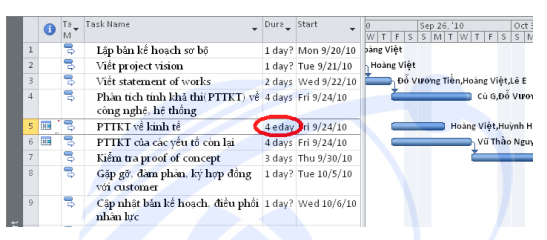 Ta M Task Name Dura Start 0 Sep 26, '10 Oct 3
W T F S S M T W T F S S M
1 Lập bản kế hoạch sơ bộ 1 day? Mon 9/20/10 Hoàng Việt
2 Viết project vision 1 day? Tue 9/21/10 Hoàng Việt
3 Viết statement of works 2 days Wed 9/22/10 Đỗ Vương Tiến,Hoàng Việt,Lê E
4 Phân tích tính khả thi( PTTKT) về 4 days Fri 9/24/10 Cù G,Đỗ Vương
công nghệ, hệ thống
5 PTTKT về kinh tế 4 eday Fri 9/24/10 Hoàng Việt,Huỳnh H
6 PTTKT của các yếu tố còn lại 4 days Fri 9/24/10 Vũ Thảo Nguy
7 Kiểm tra proof of concept 3 days Thu 9/30/10
8 Gặp gỡ, đàm phán, ký hợp đồng 1 day? Tue 10/5/10
với customer
9 Cập nhật bản kế hoạch, điều phối 1 day? Wed 10/6/10
nhân lực